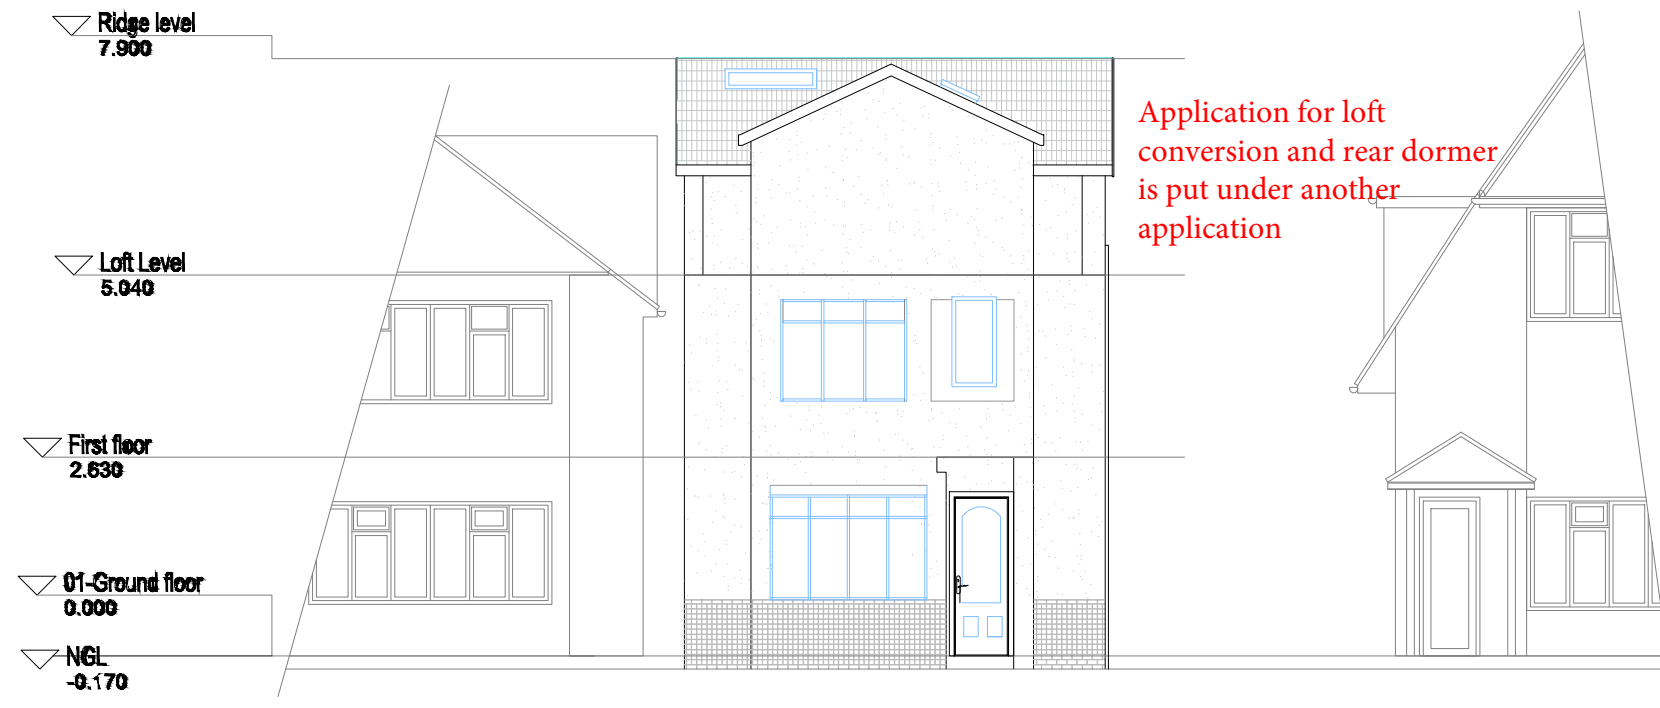 Ridge level
7.900
Application for loft
conversion and rear dormer
is put under another
application
Loft Level
5.040
First floor
2.630
01-Ground floor
0.000
NGL
-0.170